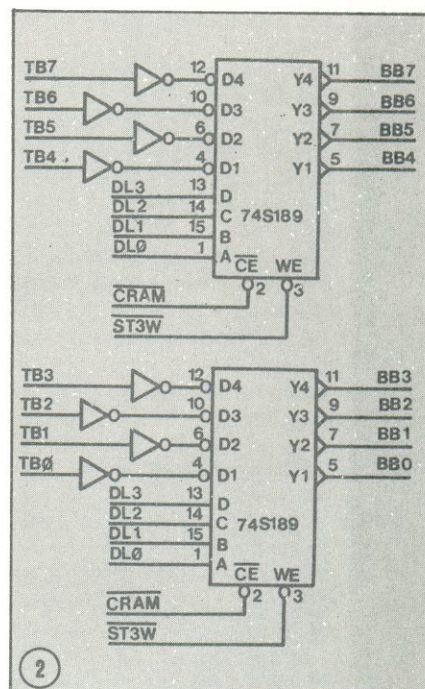 TB7 12 D4 Y4 11 BB7
TB6 10 D3 Y3 9 BB6
TB5 6 D2 Y2 7 BB5
TB4 4 D1 Y1 5 BB4
DL3 13 D
DL2 14 C 74S189
DL1 15 B
DLØ 1 A CE WE
CRAM 2 3
ST3W
TB3 12 D4 Y4 11 BB3
TB2 10 D3 Y3 9 BB2
TB1 6 D2 Y2 7 BB1
TBØ 4 D1 Y1 5 BB0
DL3 13 D
DL2 14 C 74S189
DL1 15 B
DLØ 1 A CE WE
CRAM 2 3
ST3W
2